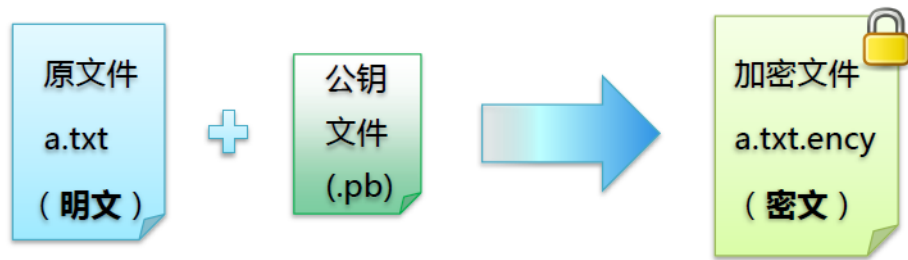 原文件
a.txt
（明文）
公钥
文件
(.pb)
加密文件
a.txt.ency
（密文）